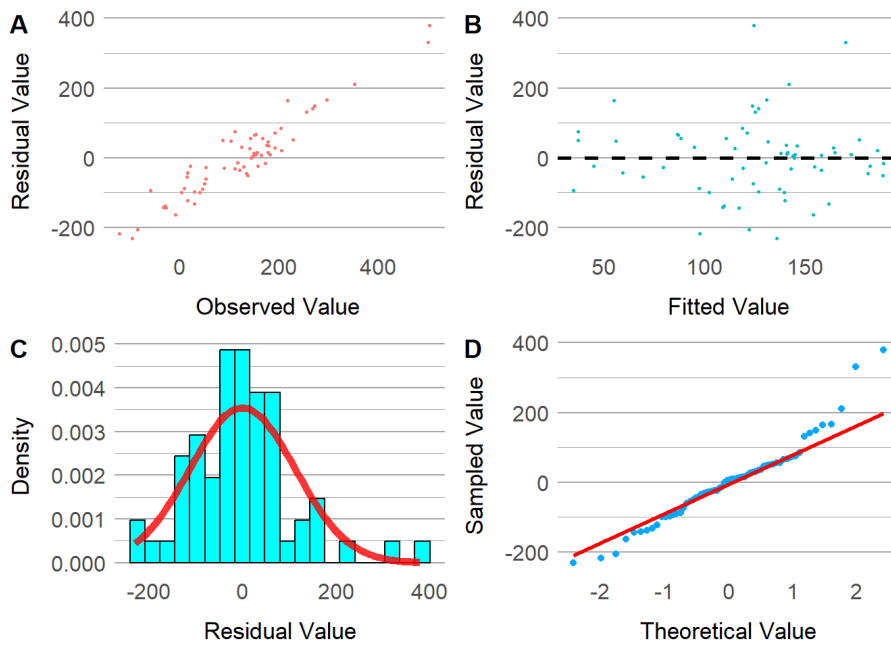 A
Residual Value
400
200
0
-200
0
200
400
Observed Value
B
Residual Value
400
200
0
-200
50
100
150
Fitted Value
C
Density
0.005
0.004
0.003
0.002
0.001
0.000
-200
0
200
400
Residual Value
D
Sampled Value
400
200
0
-200
-2
-1
0
1
2
Theoretical Value